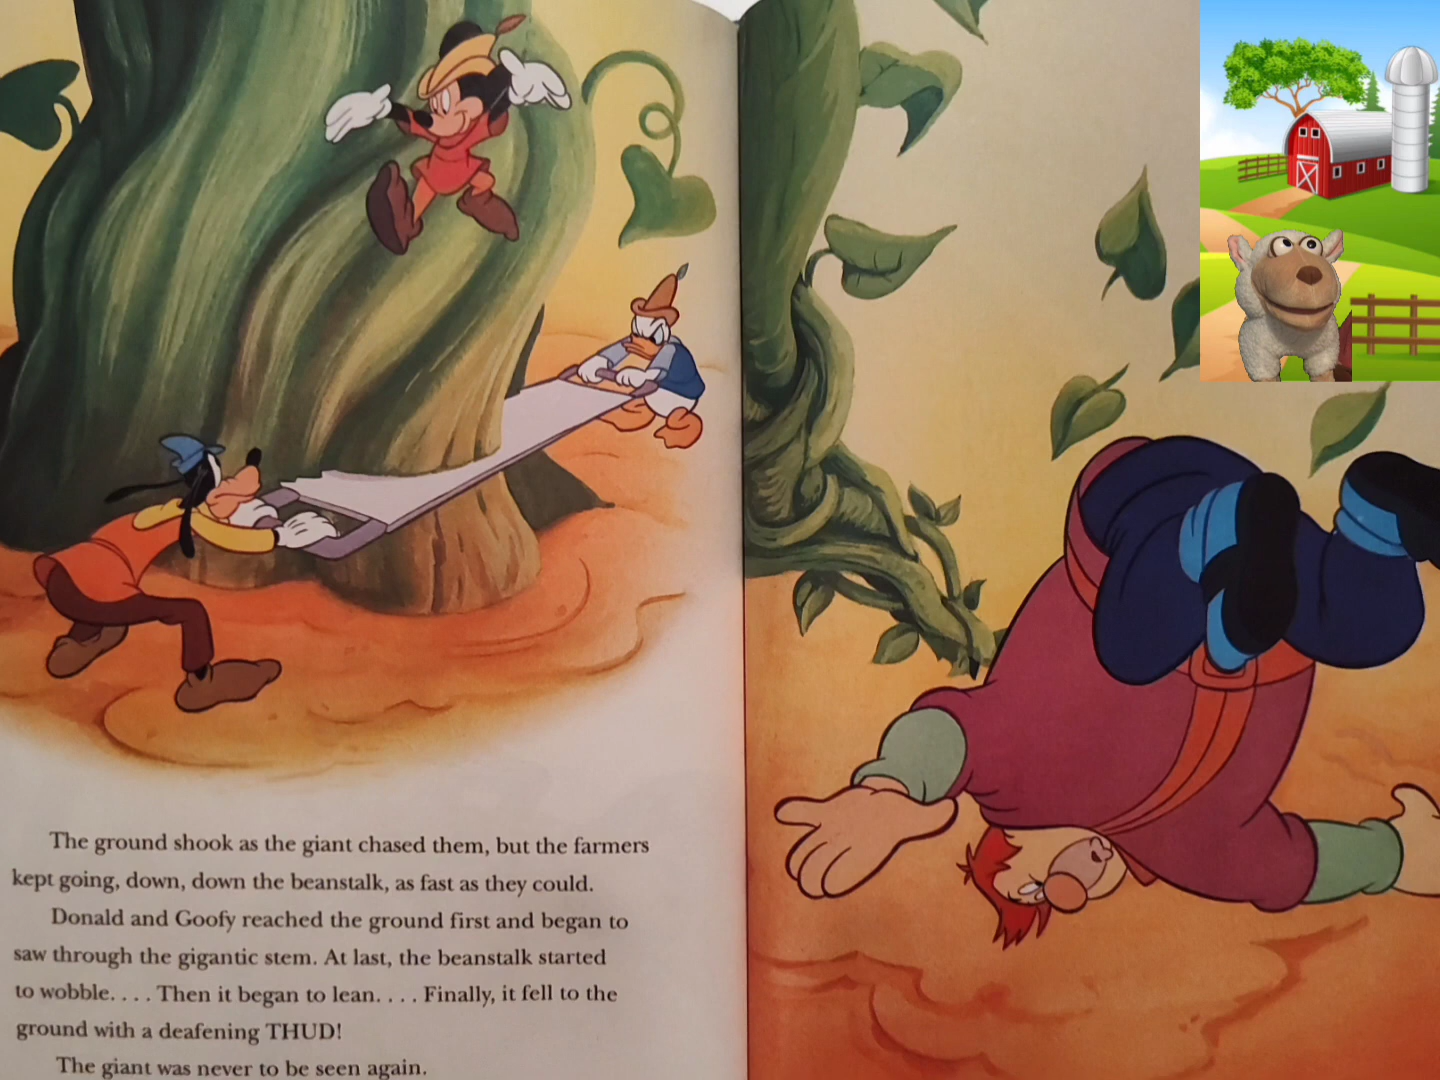 The ground shook as the giant chased them, but the farmers
kept going, down, down the beanstalk, as fast as they could.
Donald and Goofy reached the ground first and began to
saw through the gigantic stem. At last, the beanstalk started
to wobble. . . . Then it began to lean. . . . Finally, it fell to the
ground with a deafening THUD!
The giant was never to be seen again.